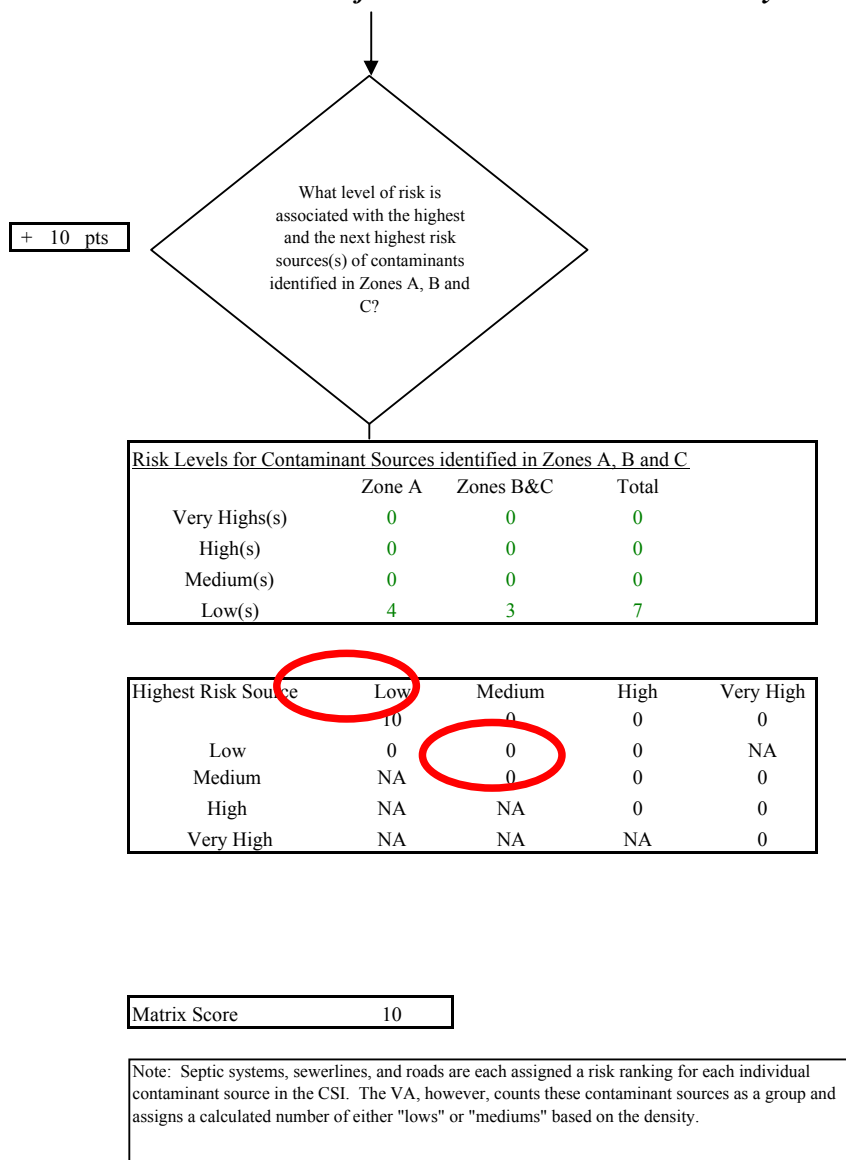 What level of risk is
associated with the highest
and the next highest risk
sources(s) of contaminants
identified in Zones A, B and
C?
+ 10 pts
Risk Levels for Contaminant Sources identified in Zones A, B and C
Zone A Zones B&C Total
Very Highs(s) 0 0 0
High(s) 0 0 0
Medium(s) 0 0 0
Low(s) 4 3 7
Highest Risk Source Low Medium High Very High
10 0 0 0
Low 0 0 0 NA
Medium NA 0 0 0
High NA NA 0 0
Very High NA NA NA 0
Matrix Score 10
Note: Septic systems, sewerlines, and roads are each assigned a risk ranking for each individual
contaminant source in the CSI. The VA, however, counts these contaminant sources as a group and
assigns a calculated number of either "lows" or "mediums" based on the density.